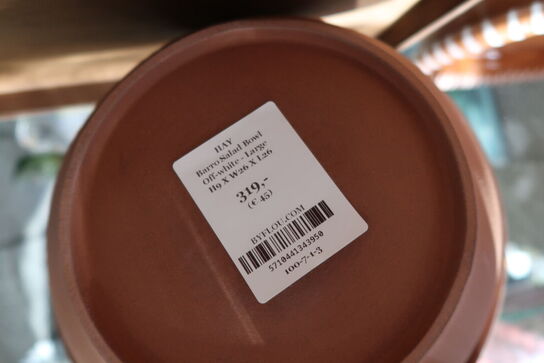 HAY
Barro Salad Bowl
Off-white - Large
H9 X W26 X L26
319,-
(€ 45)
BYFLOU.COM
5710441343950
100-7-1-3